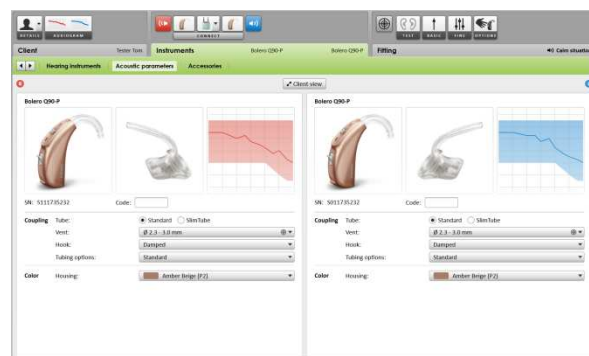 DETAILS AUDIOGRAM CONNECT TEST BASIC FINE OPTIONS
Client Tester Tom Instruments Bolero Q90-P Bolero Q90-P Fitting Calm situation
Hearing instruments Acoustic parameters Accessories
Client view
Bolero Q90-P Bolero Q90-P
SN: 5111735232 Code: SN: 5011735232 Code:
Coupling Tube: Standard SlimTube Coupling Tube: Standard SlimTube
Vent: Ø 2.3 - 3.0 mm Vent: Ø 2.3 - 3.0 mm
Hook: Damped Hook: Damped
Tubing options: Standard Tubing options: Standard
Color Housing: Amber Beige (P2) Color Housing: Amber Beige (P2)